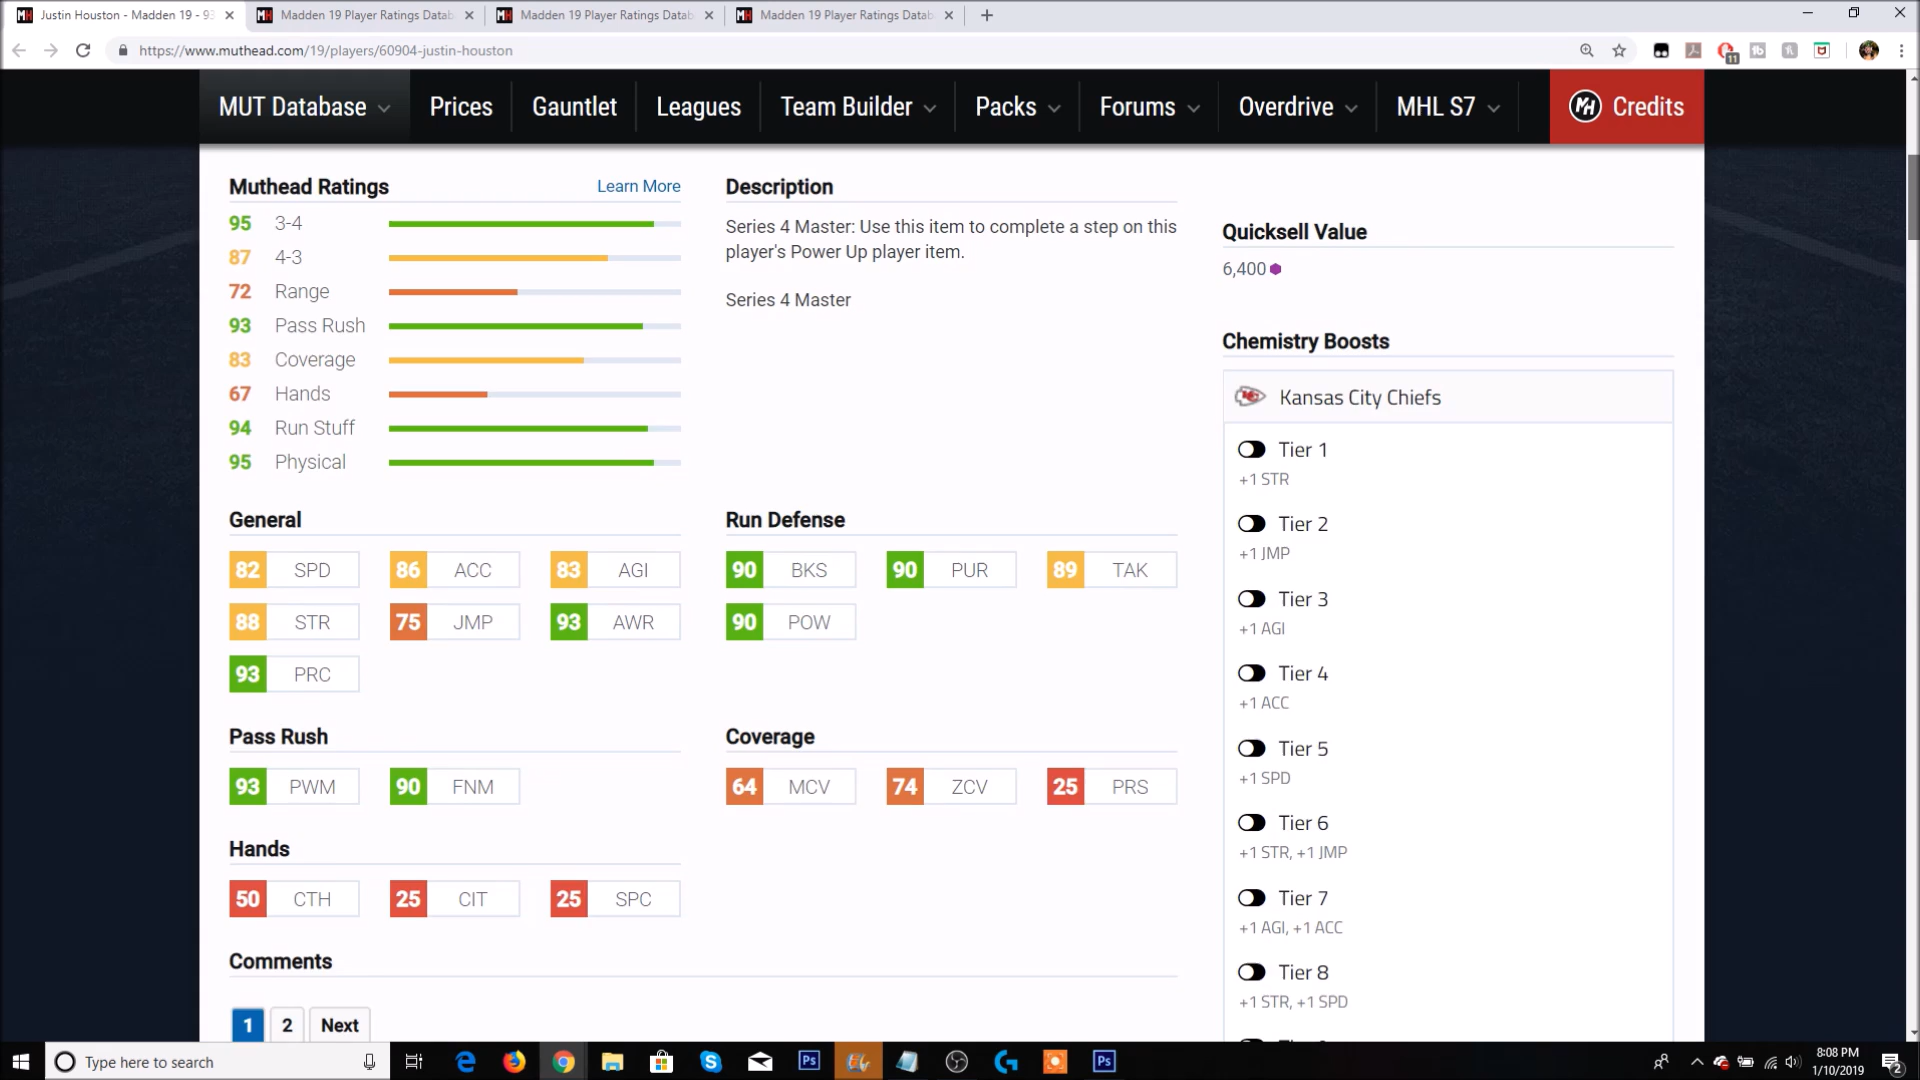 Justin Houston - Madden 19 - 93
Madden 19 Player Ratings Datab
Madden 19 Player Ratings Datab
Madden 19 Player Ratings Datab
https://www.muthead.com/19/players/60904-justin-houston
11
MUT Database
Prices
Gauntlet
Leagues
Team Builder
Packs
Forums
Overdrive
MHL S7
MH Credits
Muthead Ratings
Learn More
95 3-4
87 4-3
72 Range
93 Pass Rush
83 Coverage
67 Hands
94 Run Stuff
95 Physical
Description
Series 4 Master: Use this item to complete a step on this
player's Power Up player item.
Series 4 Master
General
82 SPD 86 ACC 83 AGI
88 STR 75 JMP 93 AWR
93 PRC
Run Defense
90 BKS 90 PUR 89 TAK
90 POW
Pass Rush
93 PWM 90 FNM
Coverage
64 MCV 74 ZCV 25 PRS
Hands
50 CTH 25 CIT 25 SPC
Comments
1 2 Next
Quicksell Value
6,400
Chemistry Boosts
Kansas City Chiefs
Tier 1
+1 STR
Tier 2
+1 JMP
Tier 3
+1 AGI
Tier 4
+1 ACC
Tier 5
+1 SPD
Tier 6
+1 STR, +1 JMP
Tier 7
+1 AGI, +1 ACC
Tier 8
+1 STR, +1 SPD
Type here to search
Ps
Ps
8:08 PM
1/10/2019
2